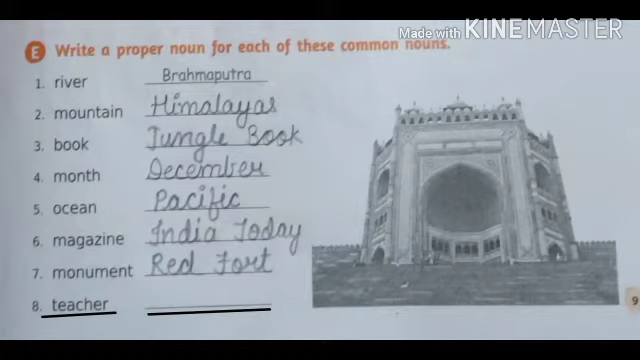 Made with KINEMASTER
E Write a proper noun for each of these common nouns.
1. river Brahmaputra
2. mountain Himalayas
3. book Jungle Book
4. month December
5. ocean Pacific
6. magazine India Today
7. monument Red Fort
8. teacher
9